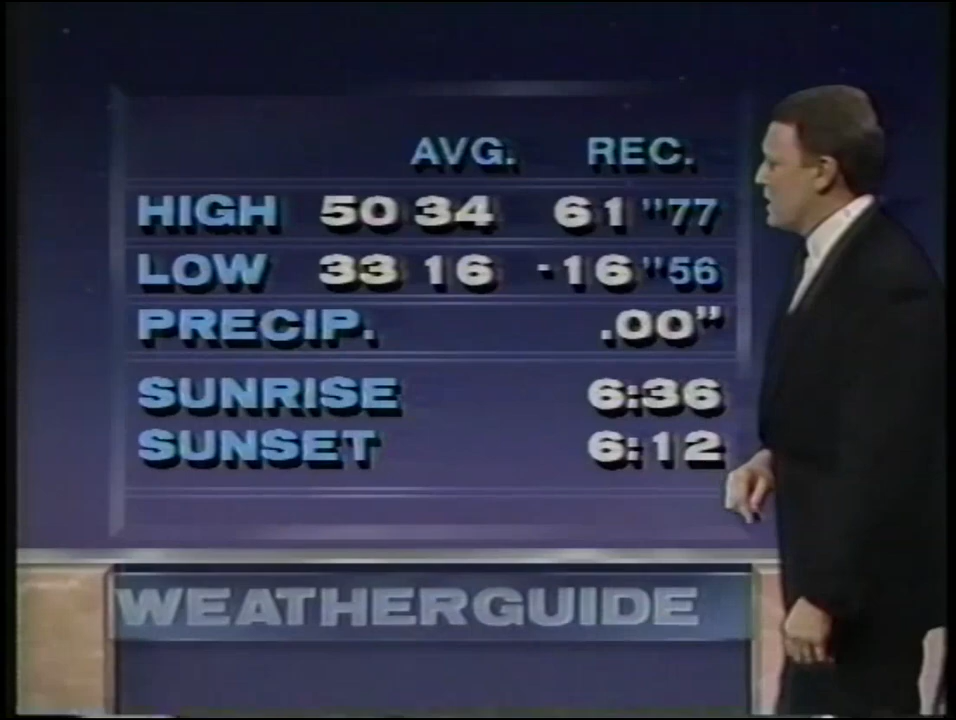 AVG. REC.
HIGH 50 34 61 "77
LOW 33 16 -16 "56
PRECIP. .00"
SUNRISE 6:36
SUNSET 6:12
WEATHERGUIDE